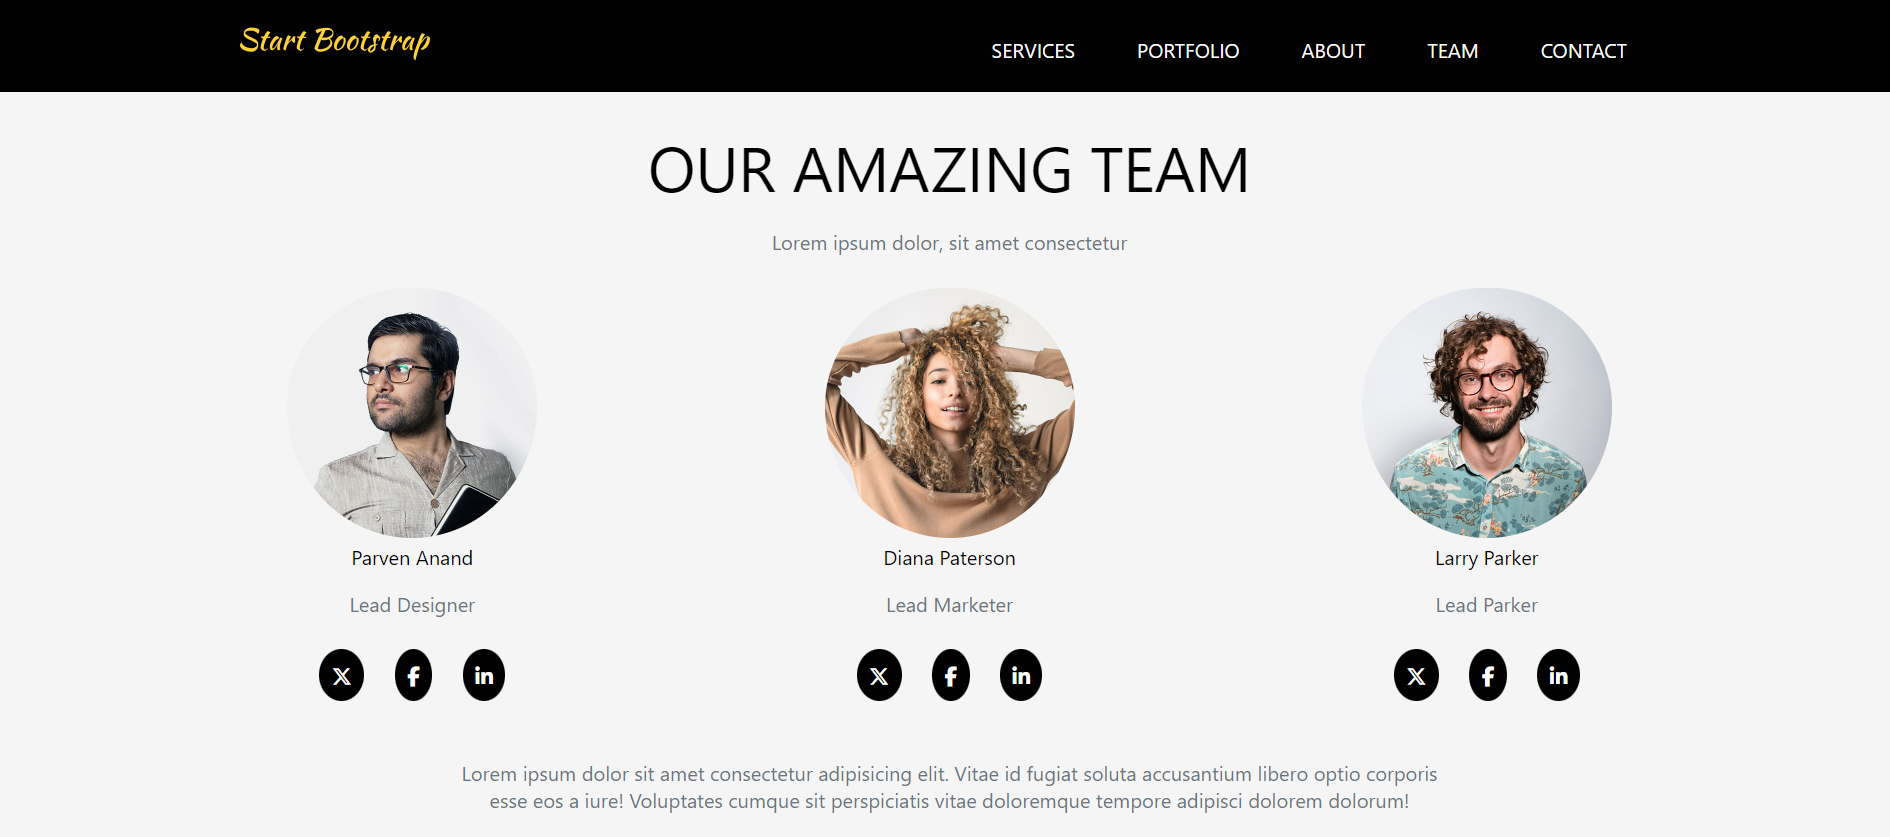 Start Bootstrap
SERVICES PORTFOLIO ABOUT TEAM CONTACT
OUR AMAZING TEAM
Lorem ipsum dolor, sit amet consectetur
Parven Anand
Lead Designer
Diana Paterson
Lead Marketer
Larry Parker
Lead Parker
Lorem ipsum dolor sit amet consectetur adipisicing elit. Vitae id fugiat soluta accusantium libero optio corporis
esse eos a iure! Voluptates cumque sit perspiciatis vitae doloremque tempore adipisci dolorem dolorum!